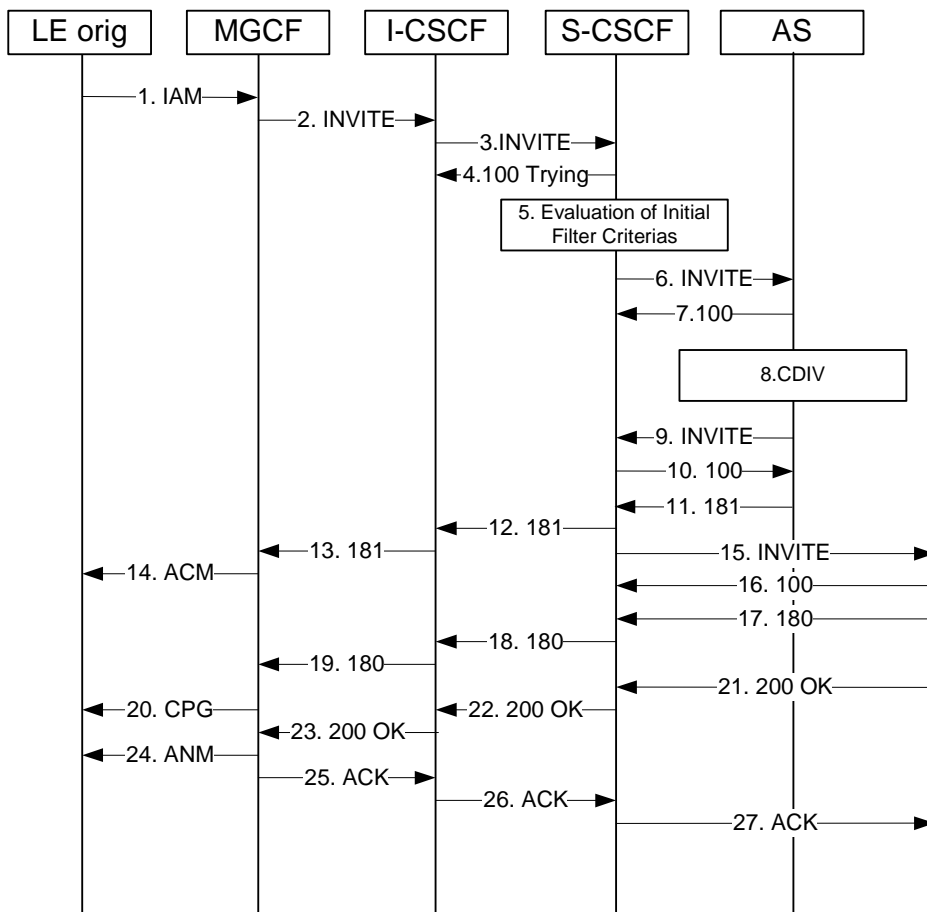 LE orig
MGCF
I-CSCF
S-CSCF
AS
1. IAM
2. INVITE
3.INVITE
4.100 Trying
5. Evaluation of Initial
Filter Criterias
6. INVITE
7.100
8.CDIV
9. INVITE
10. 100
11. 181
12. 181
13. 181
15. INVITE
14. ACM
16. 100
17. 180
18. 180
19. 180
21. 200 OK
20. CPG
22. 200 OK
23. 200 OK
24. ANM
25. ACK
26. ACK
27. ACK